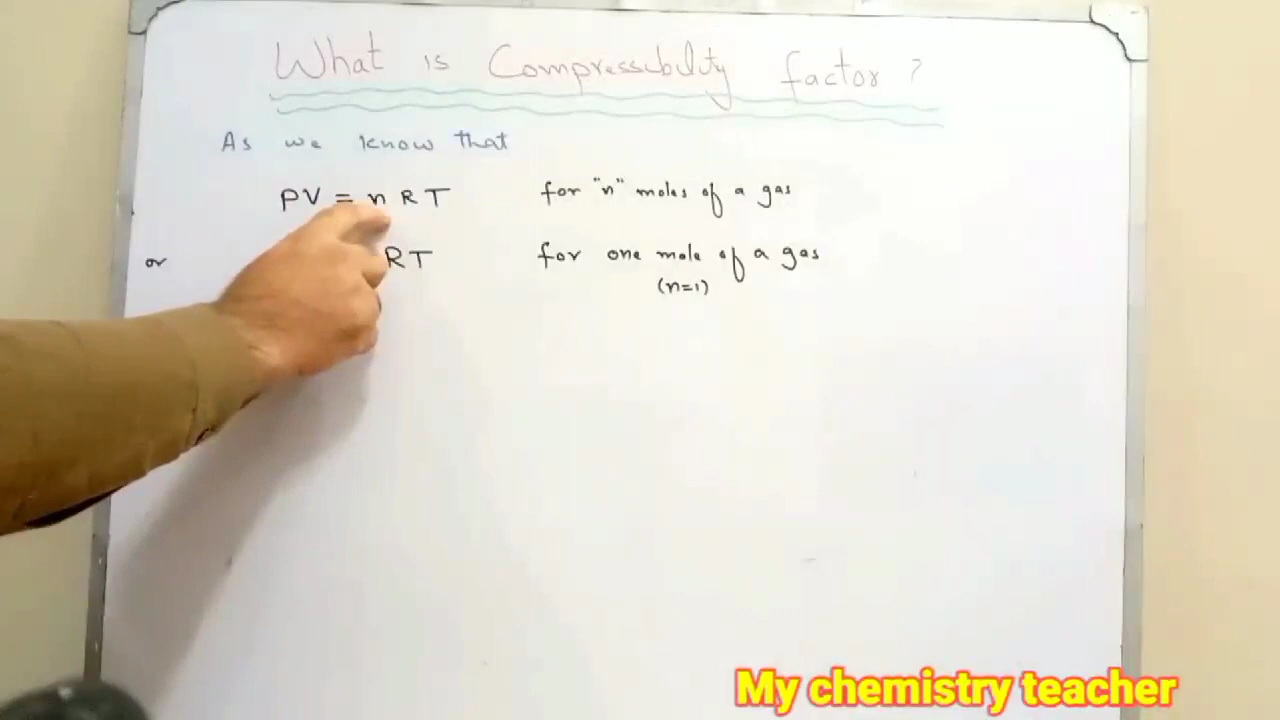 What is Compressibility factor ?
As we know that
PV = nRT for "n" moles of a gas
or RT for one mole of a gas
(n=1)
My chemistry teacher